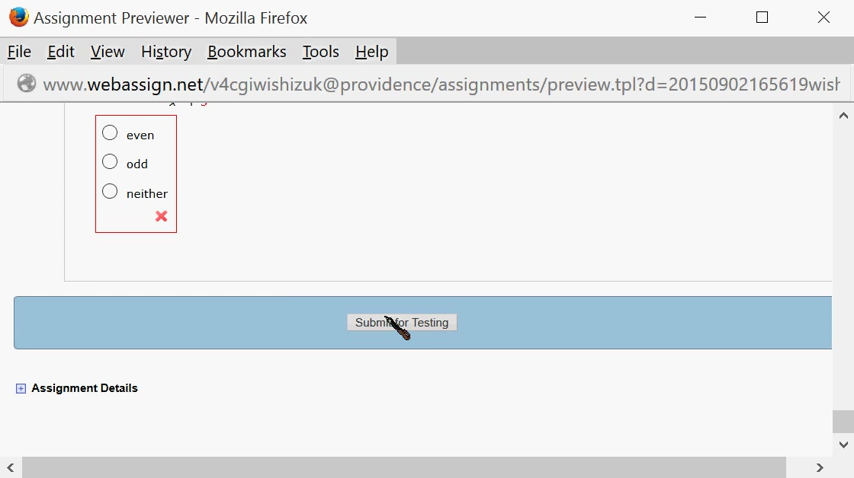 Assignment Previewer - Mozilla Firefox
File Edit View History Bookmarks Tools Help
www.webassign.net/v4cgiwishizuk@providence/assignments/preview.tpl?d=20150902165619wish
even
odd
neither
Submit for Testing
Assignment Details